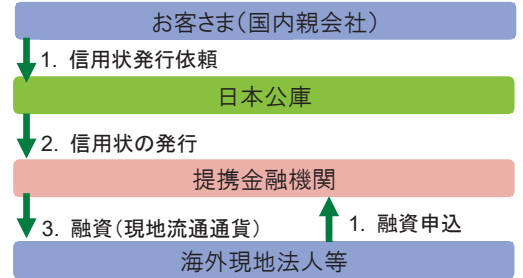 お客さま（国内親会社）
1. 信用状発行依頼
日本公庫
2. 信用状の発行
提携金融機関
3. 融資（現地流通通貨）
1. 融資申込
海外現地法人等